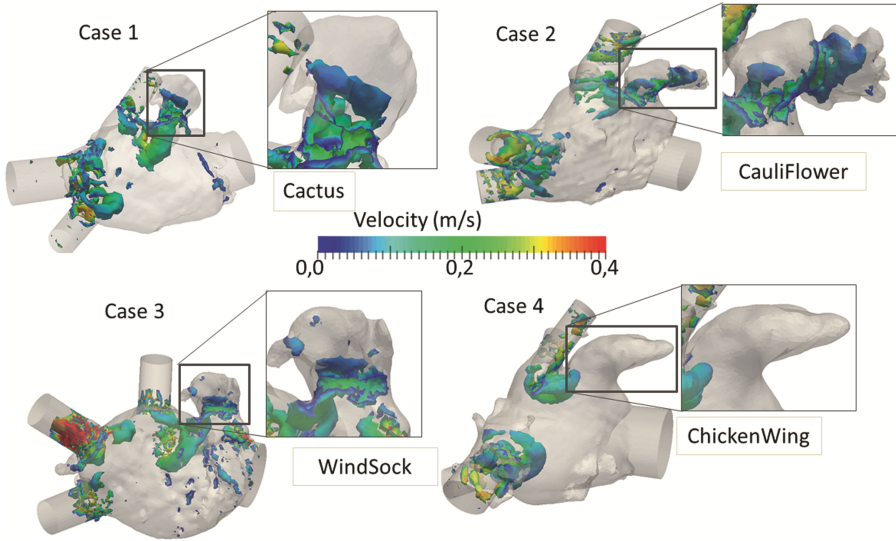 Case 1
Case 2
Cactus
CauliFlower
Velocity (m/s)
0,0 0,2 0,4
Case 3
Case 4
WindSock
ChickenWing